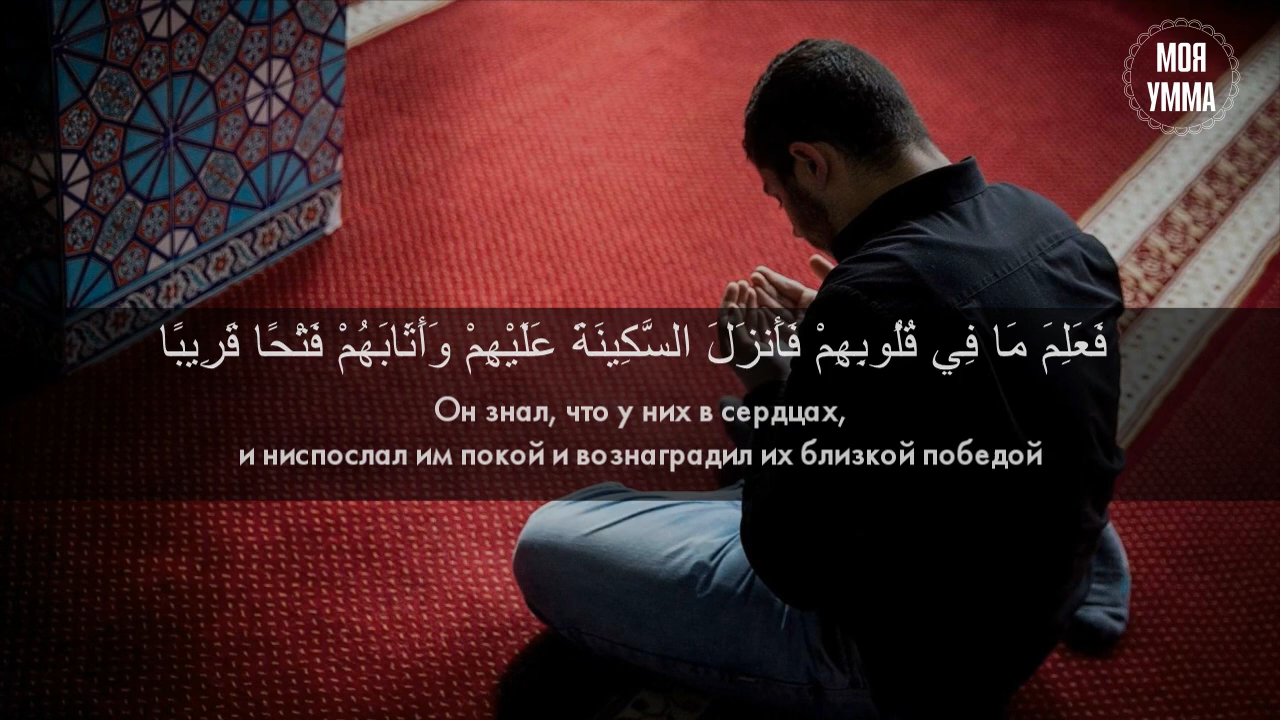 МОЯ
УММА
فَعَلِمَ مَا فِي قُلُوبِهِمْ فَأَنزَلَ السَّكِينَةَ عَلَيْهِمْ وَأَثَابَهُمْ فَتْحًا قَرِيبًا
Он знал, что у них в сердцах,
и ниспослал им покой и вознаградил их близкой победой